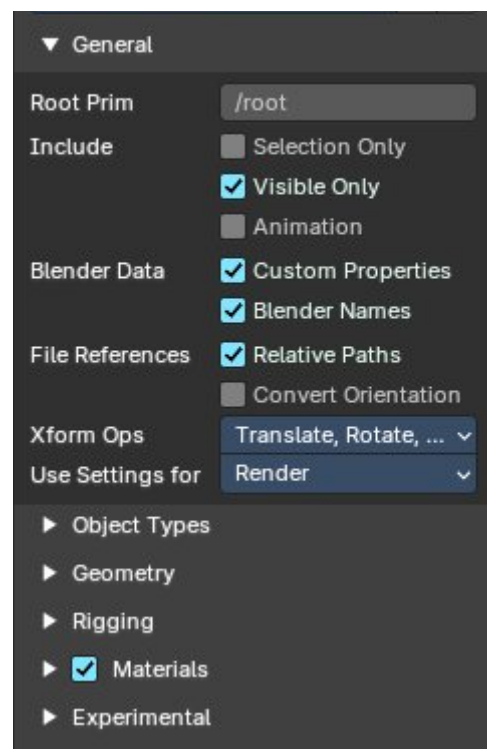 General
Root Prim /root
Include Selection Only
Visible Only
Animation
Blender Data Custom Properties
Blender Names
File References Relative Paths
Convert Orientation
Xform Ops Translate, Rotate, ...
Use Settings for Render
Object Types
Geometry
Rigging
Materials
Experimental